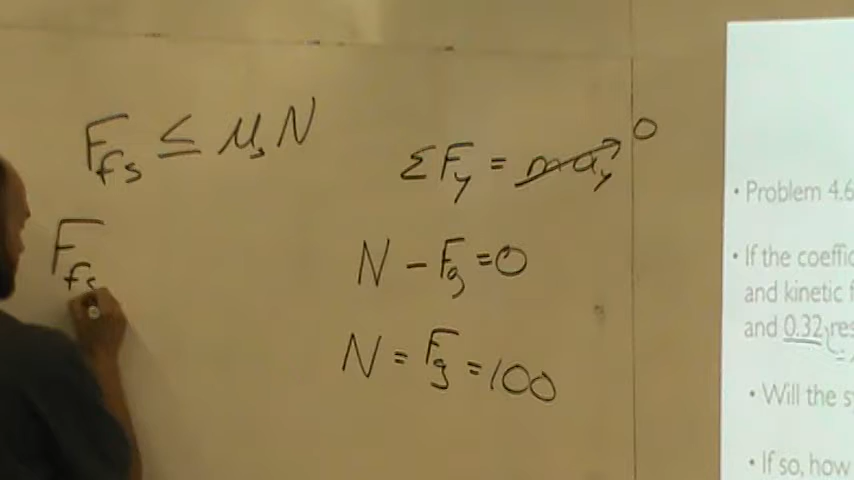 F_fs ≤ μ_s N
ΣF_y = ma_y 0
F_fs
N - F_g = 0
N = F_g = 100
• Problem 4.6
• If the coeffic
and kinetic f
and 0.32 res
• Will the s
• If so, how